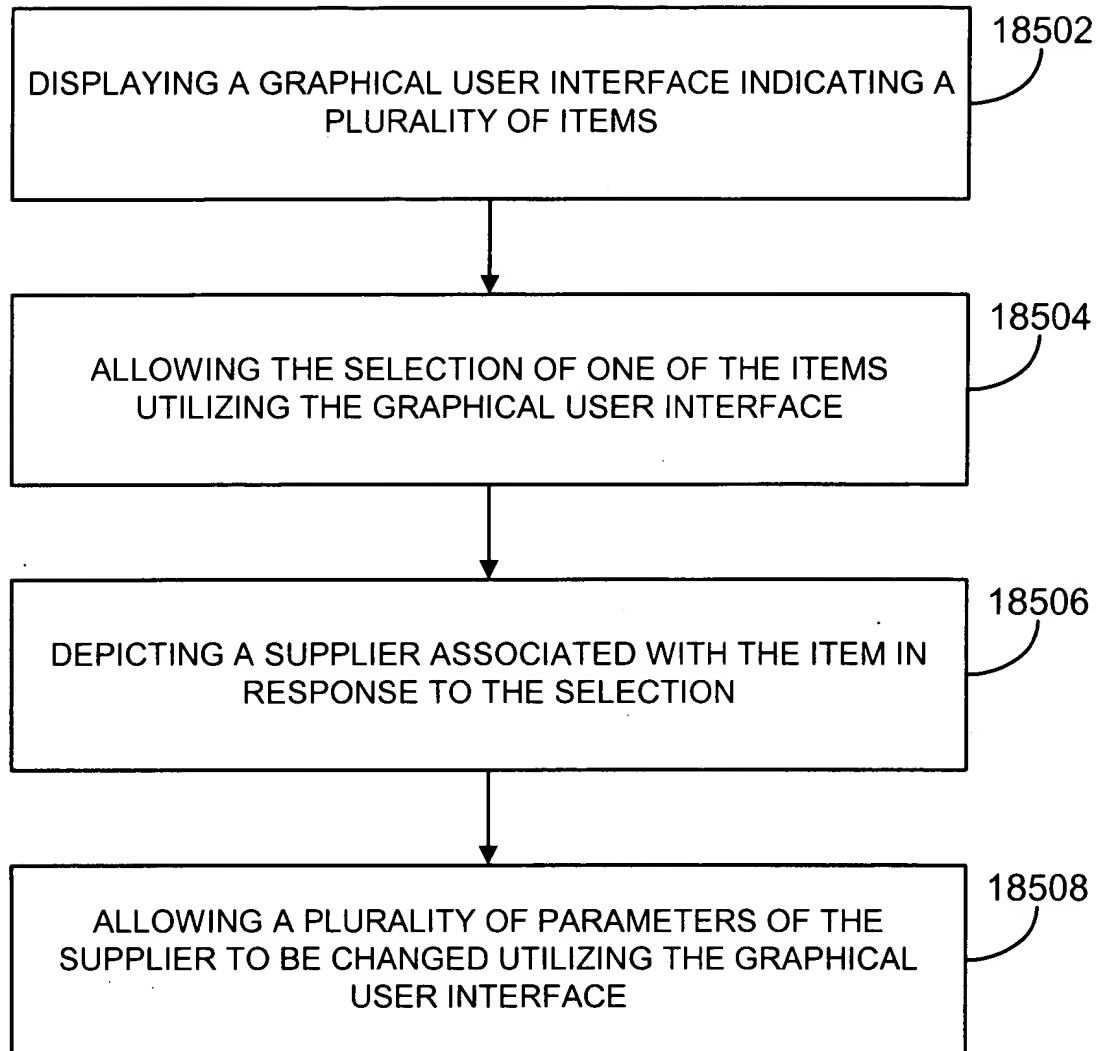 18502
DISPLAYING A GRAPHICAL USER INTERFACE INDICATING A
PLURALITY OF ITEMS
18504
ALLOWING THE SELECTION OF ONE OF THE ITEMS
UTILIZING THE GRAPHICAL USER INTERFACE
18506
DEPICTING A SUPPLIER ASSOCIATED WITH THE ITEM IN
RESPONSE TO THE SELECTION
18508
ALLOWING A PLURALITY OF PARAMETERS OF THE
SUPPLIER TO BE CHANGED UTILIZING THE GRAPHICAL
USER INTERFACE